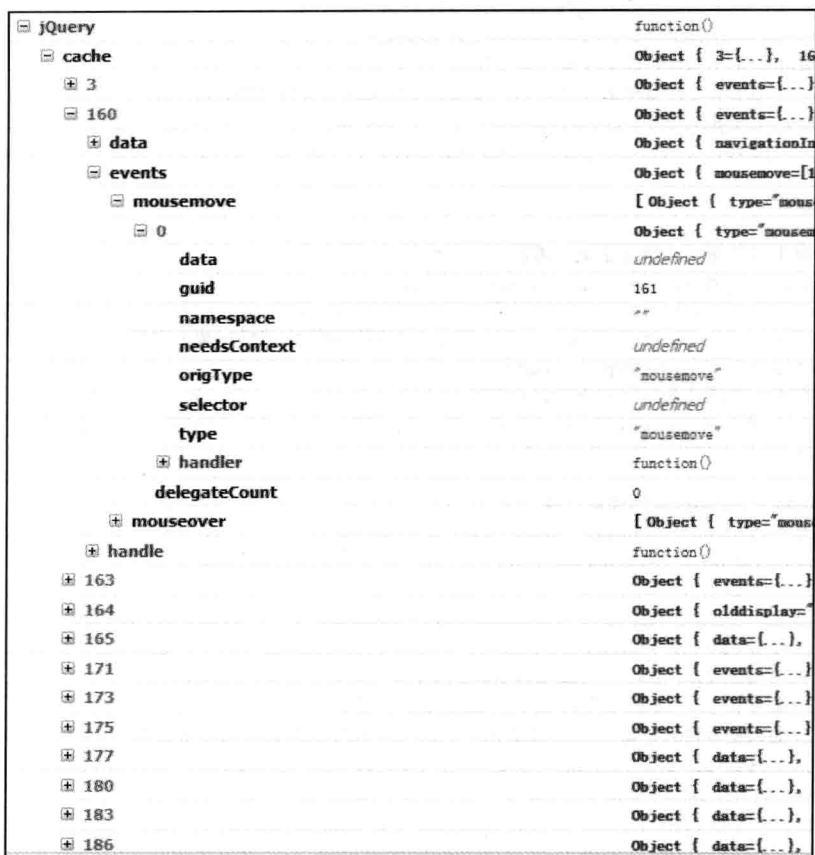 jQuery function()
cache Object { 3={...}, 16
3 Object { events={...}
160 Object { events={...}
data Object { navigationIn
events Object { mousemove=[1
mousemove [ Object { type="mous
0 Object { type="mousem
data undefined
guid 161
namespace ""
needsContext undefined
origType "mousemove"
selector undefined
type "mousemove"
handler function()
delegateCount 0
mouseover [ Object { type="mous
handle function()
163 Object { events={...}
164 Object { olddisplay="
165 Object { data={...},
171 Object { events={...}
173 Object { events={...}
175 Object { events={...}
177 Object { data={...},
180 Object { data={...},
183 Object { data={...},
186 Object { data={...},